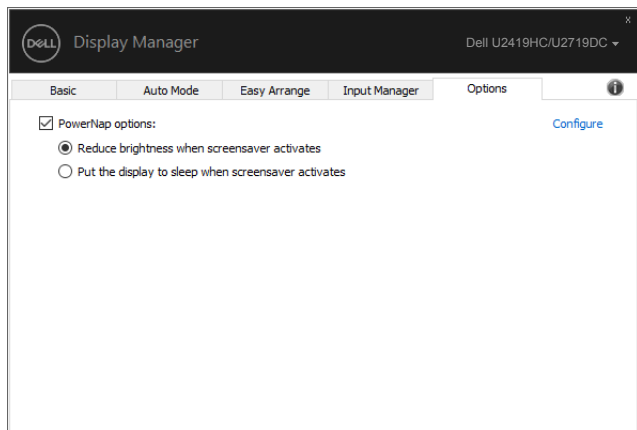 x
DELL Display Manager Dell U2419HC/U2719DC
Basic Auto Mode Easy Arrange Input Manager Options i
PowerNap options: Configure
Reduce brightness when screensaver activates
Put the display to sleep when screensaver activates